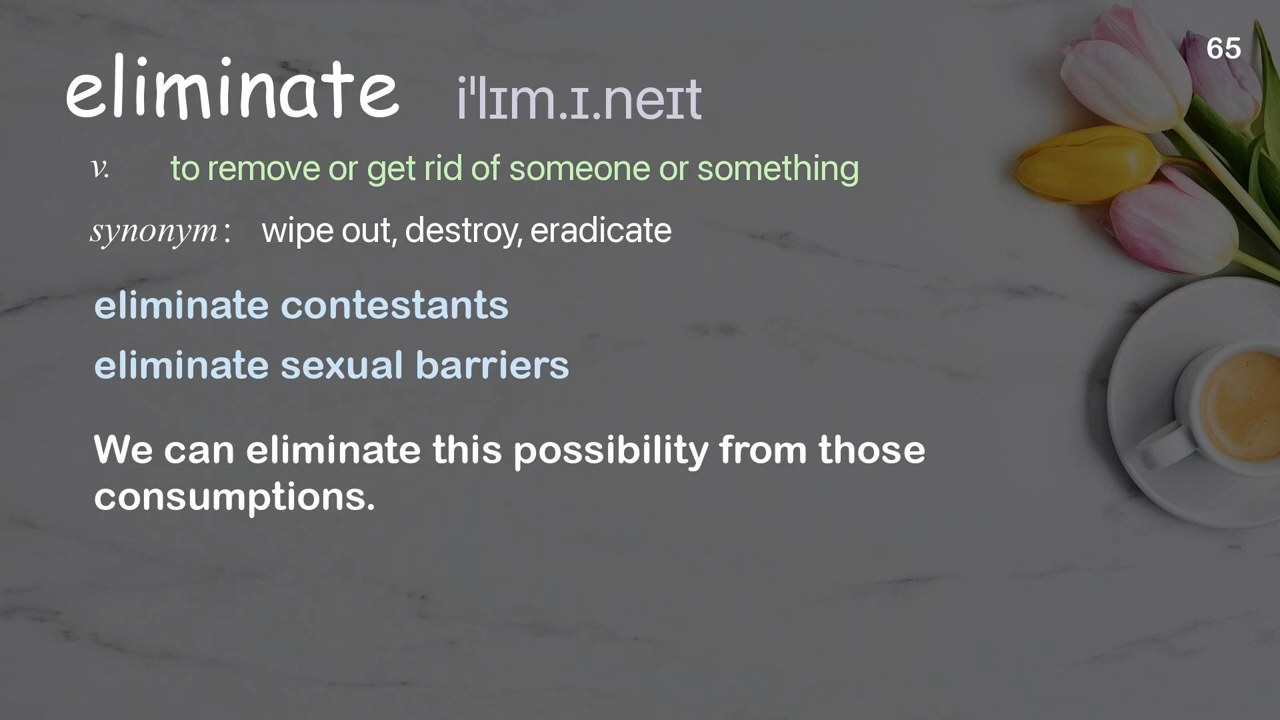 65
eliminate iˈlɪm.ɪ.neɪt
v. to remove or get rid of someone or something
synonym: wipe out, destroy, eradicate
eliminate contestants
eliminate sexual barriers
We can eliminate this possibility from those
consumptions.